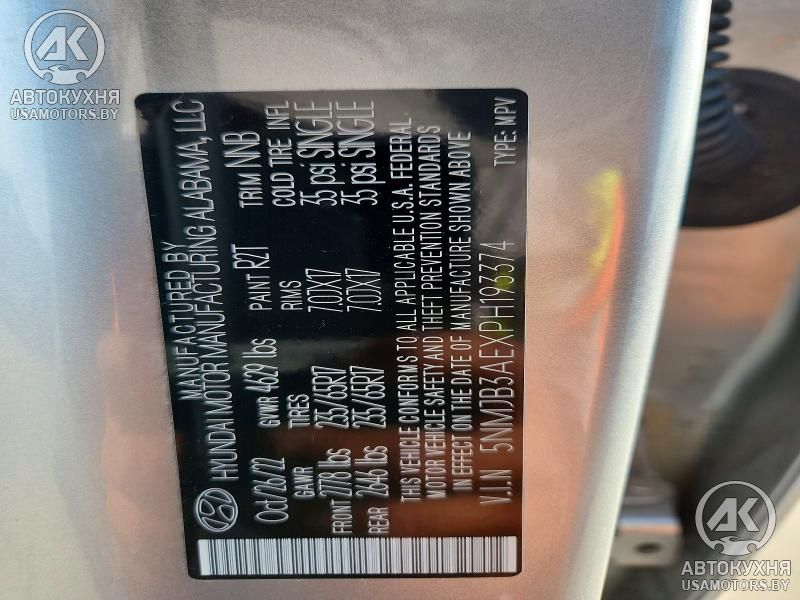 АВТОКУХНЯ
USAMOTORS.BY
MANUFACTURED BY
HYUNDAI MOTOR MANUFACTURING ALABAMA, LLC
Oct/26/22 GVWR 4629 lbs PAINT R2T TRIM NNB
GAWR TIRES RIMS COLD TIRE INFL
FRONT 2778 lbs 235/65R17 7.0JX17 35 psi SINGLE
REAR 2646 lbs 235/65R17 7.0JX17 35 psi SINGLE
THIS VEHICLE CONFORMS TO ALL APPLICABLE U.S.A. FEDERAL
MOTOR VEHICLE SAFETY AND THEFT PREVENTION STANDARDS
IN EFFECT ON THE DATE OF MANUFACTURE SHOWN ABOVE
V.I.N 5NMJB3AEXPH193374 TYPE: MPV
АВТОКУХНЯ
USAMOTORS.BY